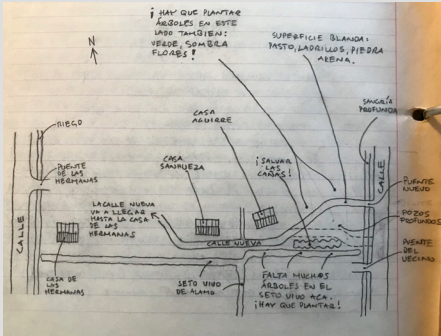 ¡HAY QUE PLANTAR
ÁRBOLES EN ESTE
LADO TAMBIEN:
VERDE, SOMBRA
FLORES!
SUPERFICIE BLANDA:
PASTO, LADRILLOS, PIEDRA
ARENA.
N
CASA
AGUIRRE
SANGRÍA
PROFUNDA
RIEGO
CASA
SANHUEZA
¡SALVAR
LAS
CAÑAS!
PUENTE
DE LAS
HERMANAS
CALLE
PUENTE
NUEVO
LA CALLE NUEVA
VA A LLEGAR
HASTA LA CASA
DE LAS
HERMANAS
POZOS
PROFUNDOS
CALLE
CALLE NUEVA
PUENTE
DEL
VECINO
CASA DE
LAS
HERMANAS
SETO VIVO
DE ALAMO
FALTA MUCHOS
ÁRBOLES EN EL
SETO VIVO ACA.
¡HAY QUE PLANTAR!